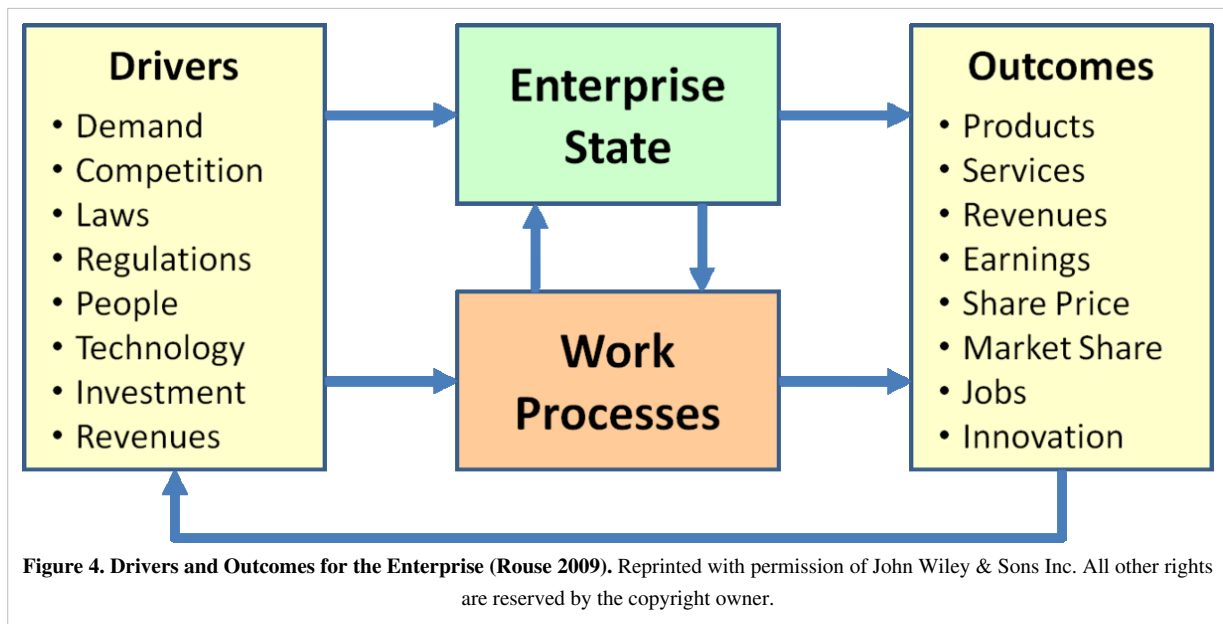 Drivers
• Demand
• Competition
• Laws
• Regulations
• People
• Technology
• Investment
• Revenues
Enterprise
State
Work
Processes
Outcomes
• Products
• Services
• Revenues
• Earnings
• Share Price
• Market Share
• Jobs
• Innovation
Figure 4. Drivers and Outcomes for the Enterprise (Rouse 2009). Reprinted with permission of John Wiley & Sons Inc. All other rights
are reserved by the copyright owner.